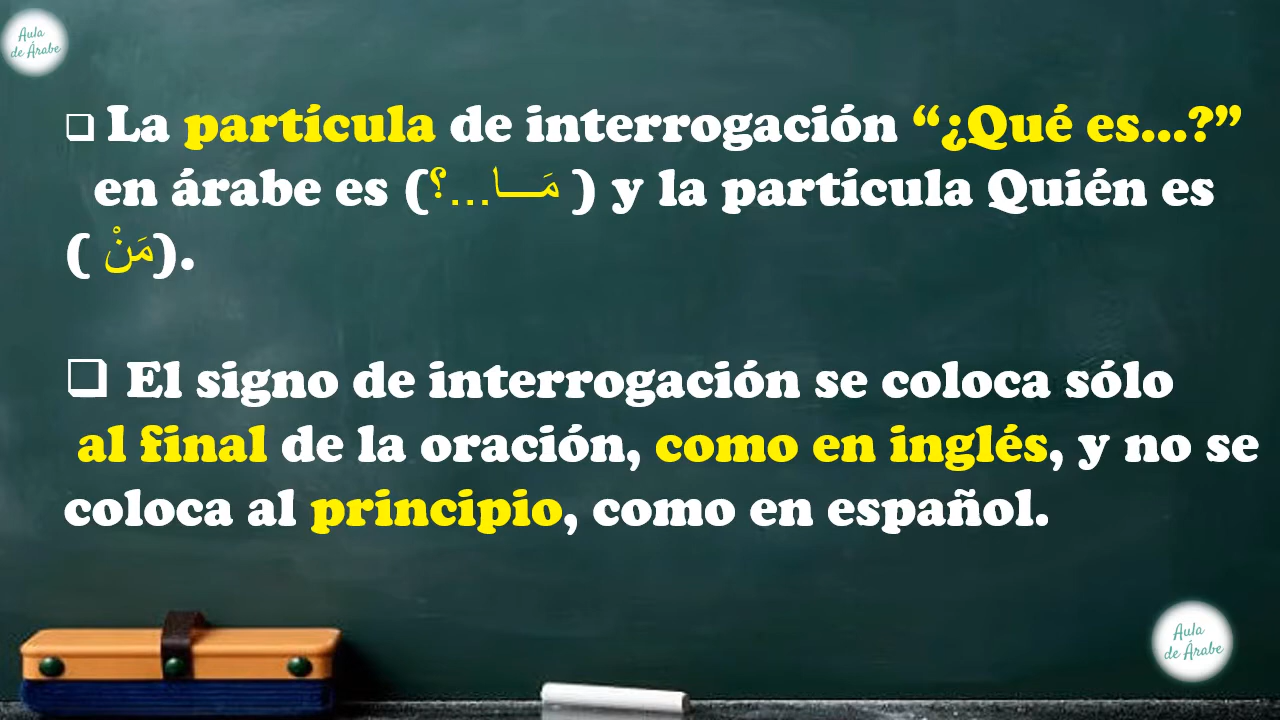 Aula
de Árabe
❑ La partícula de interrogación “¿Qué es...?”
en árabe es (مَـــا...؟ ) y la partícula Quién es
( مَنْ).
❑ El signo de interrogación se coloca sólo
al final de la oración, como en inglés, y no se
coloca al principio, como en español.
Aula
de Árabe